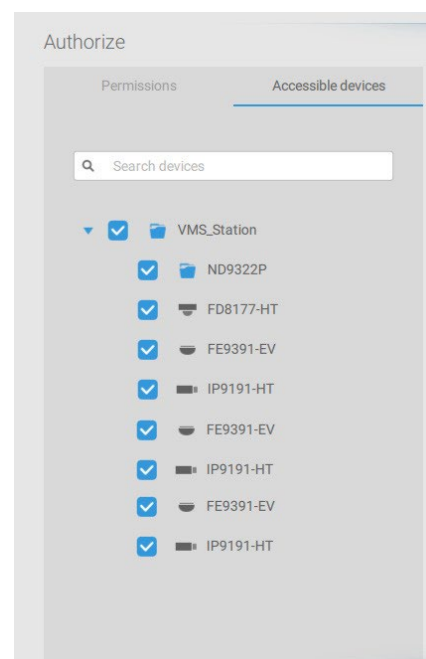 Authorize
Permissions Accessible devices
Search devices
VMS_Station
ND9322P
FD8177-HT
FE9391-EV
IP9191-HT
FE9391-EV
IP9191-HT
FE9391-EV
IP9191-HT